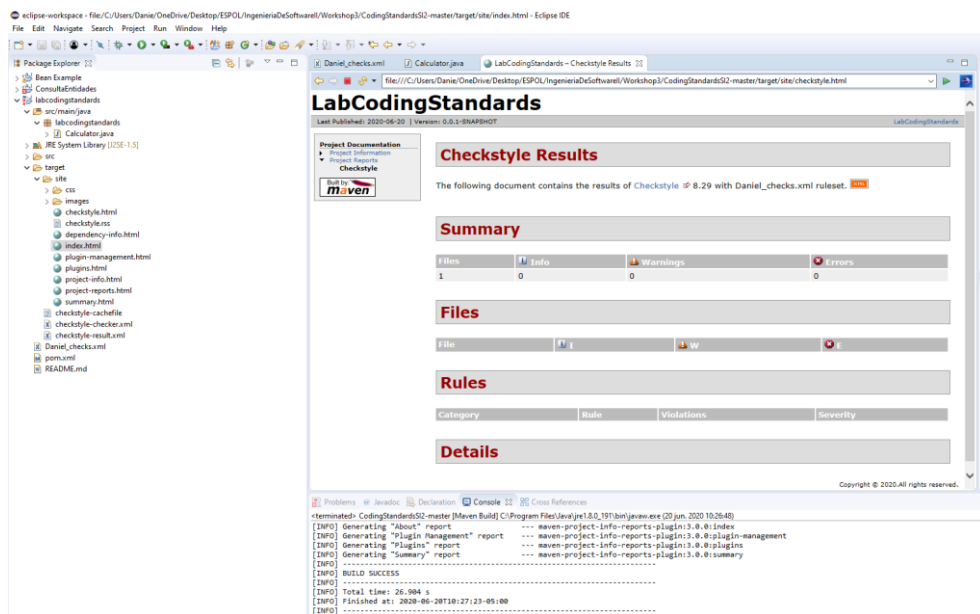 eclipse-workspace - file:/C:/Users/Danie/OneDrive/Desktop/ESPOL/IngenieriaDeSoftwareII/Workshop3/CodingStandardsSI2-master/target/site/index.html - Eclipse IDE
File Edit Navigate Search Project Run Window Help
Package Explorer
Bean Example
ConsultaEntidades
labcodingstandards
src/main/java
labcodingstandards
Calculator.java
JRE System Library [J2SE-1.5]
src
target
site
css
images
checkstyle.html
checkstyle.rss
dependency-info.html
index.html
plugin-management.html
plugins.html
project-info.html
project-reports.html
summary.html
checkstyle-cachefile
checkstyle-checker.xml
checkstyle-result.xml
Daniel_checks.xml
pom.xml
README.md
Daniel_checks.xml Calculator.java LabCodingStandards – Checkstyle Results
file:///C:/Users/Danie/OneDrive/Desktop/ESPOL/IngenieriaDeSoftwareII/Workshop3/CodingStandardsSI2-master/target/site/checkstyle.html
LabCodingStandards
Last Published: 2020-06-20 | Version: 0.0.1-SNAPSHOT LabCodingStandards
Project Documentation
Project Information
Project Reports
Checkstyle
Built by:
maven
Checkstyle Results
The following document contains the results of Checkstyle 8.29 with Daniel_checks.xml ruleset. XML
Summary
Files Info Warnings Errors
1 0 0 0
Files
File I W E
Rules
Category Rule Violations Severity
Details
Copyright © 2020.All rights reserved.
Problems Javadoc Declaration Console Cross References
<terminated> CodingStandardsSI2-master [Maven Build] C:\Program Files\Java\jre1.8.0_191\bin\javaw.exe (20 jun. 2020 10:26:48)
[INFO] Generating "About" report --- maven-project-info-reports-plugin:3.0.0:index
[INFO] Generating "Plugin Management" report --- maven-project-info-reports-plugin:3.0.0:plugin-management
[INFO] Generating "Plugins" report --- maven-project-info-reports-plugin:3.0.0:plugins
[INFO] Generating "Summary" report --- maven-project-info-reports-plugin:3.0.0:summary
[INFO] ------------------------------------------------------------------------
[INFO] BUILD SUCCESS
[INFO] ------------------------------------------------------------------------
[INFO] Total time: 26.904 s
[INFO] Finished at: 2020-06-20T10:27:23-05:00
[INFO] ------------------------------------------------------------------------